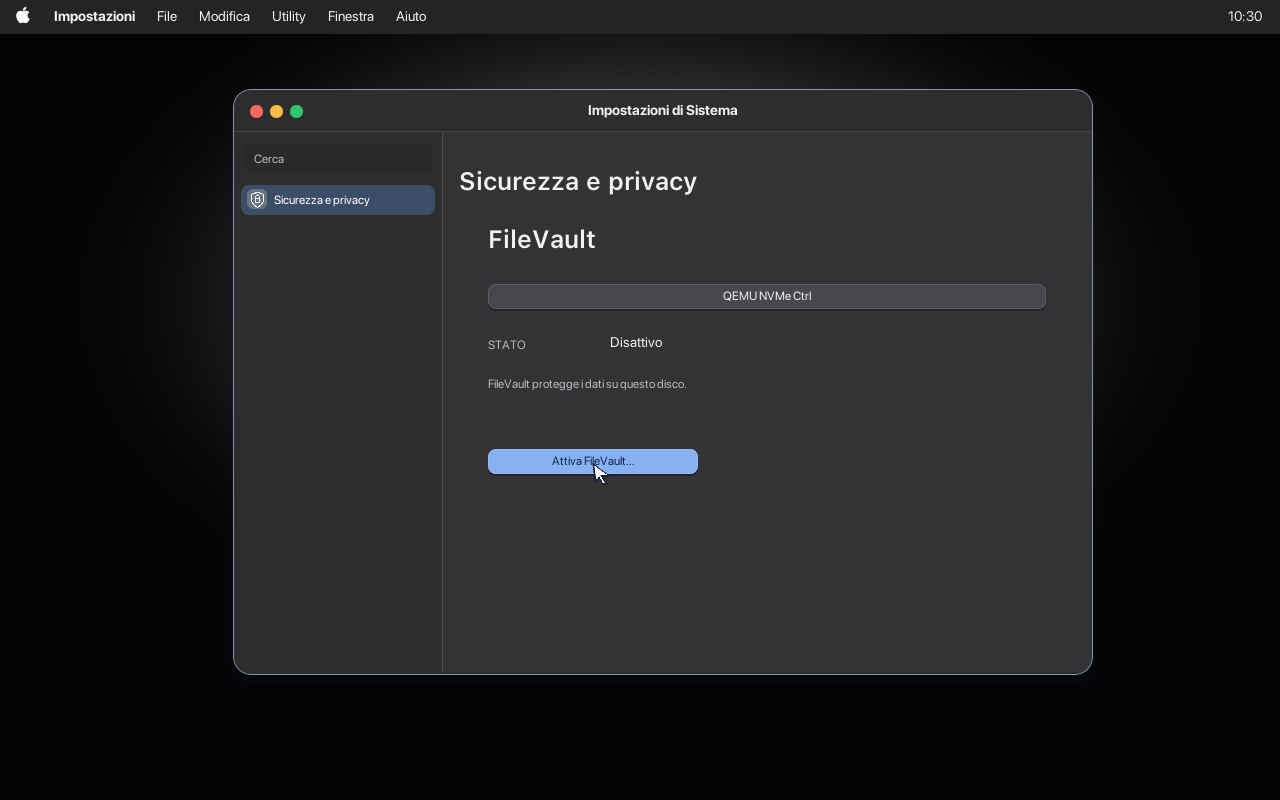 Impostazioni File Modifica Utility Finestra Aiuto 10:30
Impostazioni di Sistema
Cerca
Sicurezza e privacy
Sicurezza e privacy
FileVault
QEMU NVMe Ctrl
STATO Disattivo
FileVault protegge i dati su questo disco.
Attiva FileVault...